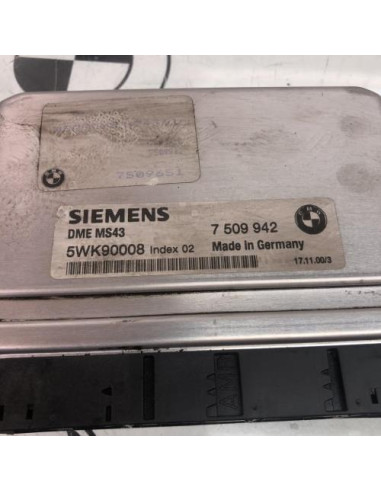 SIEMENS
DME MS43 7 509 942
5WK90008 Index 02 Made in Germany
17.11.00/3